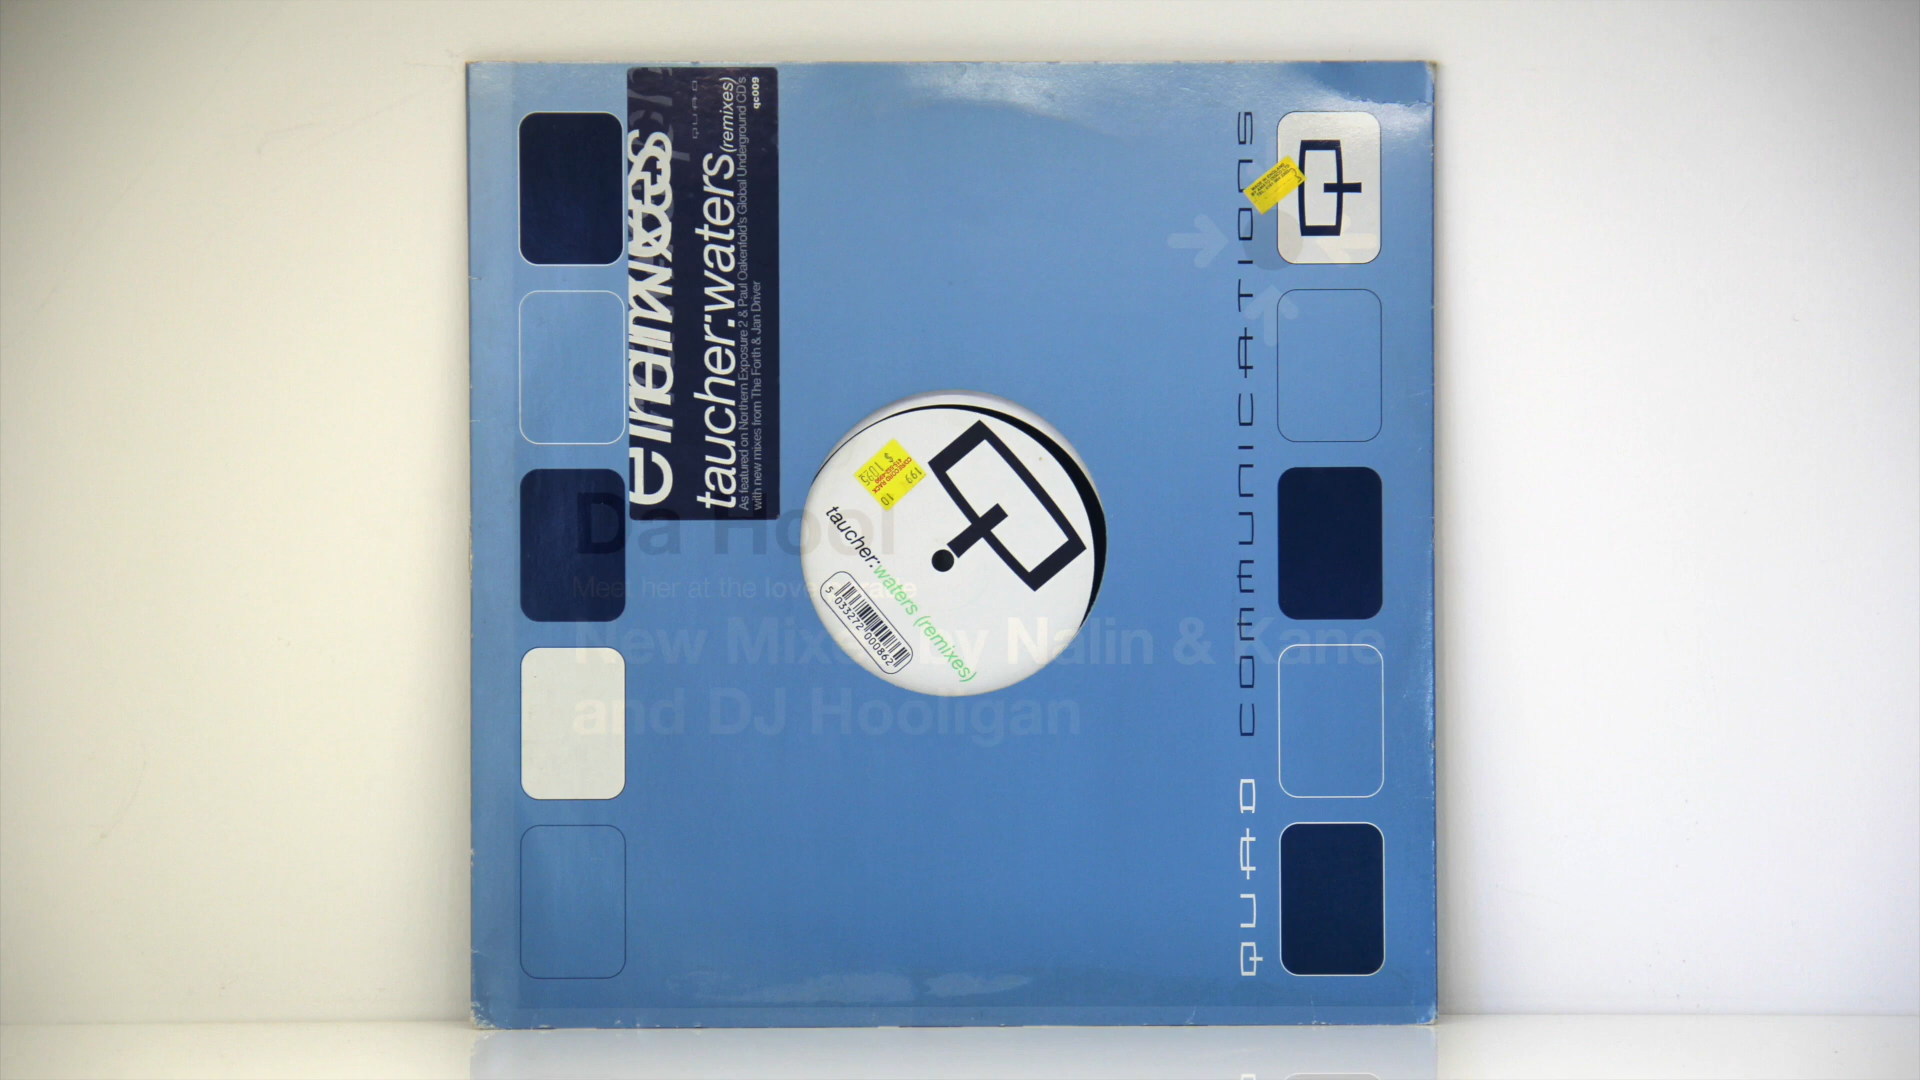 QUAD
taucher:waters (remixes)
As featured on Northern Exposure 2 & Paul Oakenfold's Global Underground CD's
with new mixes from The Forth & Jan Driver
qc009
QUAD COMMUNICATIONS
taucher:waters (remixes)
5 033272 000862
Da Hool
Meet her at the love parade
New Mixes by Nalin & Kane
and DJ Hooligan